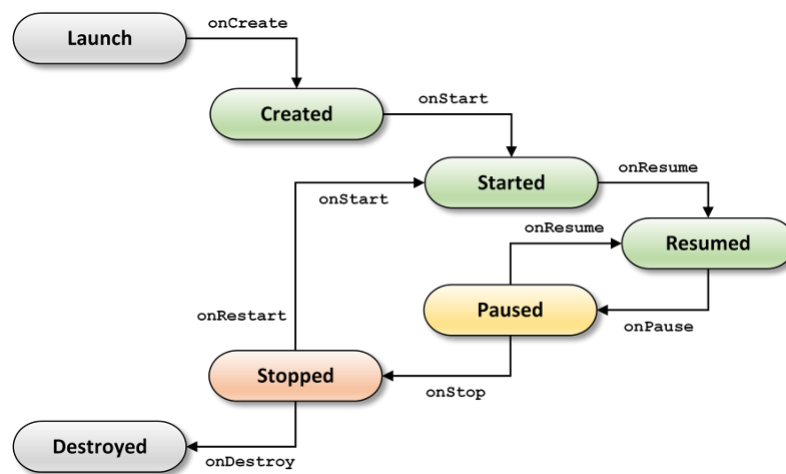 Launch
onCreate
Created
onStart
Started
onResume
onStart
onResume
Resumed
Paused
onRestart
onPause
Stopped
onStop
Destroyed
onDestroy